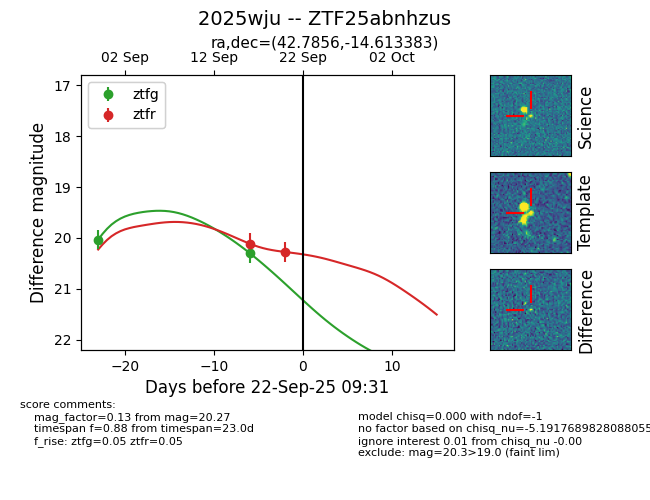 2025wju -- ZTF25abnhzus
ra,dec=(42.7856,-14.613383)
02 Sep 12 Sep 22 Sep 02 Oct
ztfg
ztfr
17
18
19
20
21
22
Difference magnitude
−20 −10 0 10
Days before 22-Sep-25 09:31
Science
Template
Difference
score comments:
mag_factor=0.13 from mag=20.27
timespan f=0.88 from timespan=23.0d
f_rise: ztfg=0.05 ztfr=0.05
model chisq=0.000 with ndof=-1
no factor based on chisq_nu=-5.1917689828088055
ignore interest 0.01 from chisq_nu -0.00
exclude: mag=20.3>19.0 (faint lim)